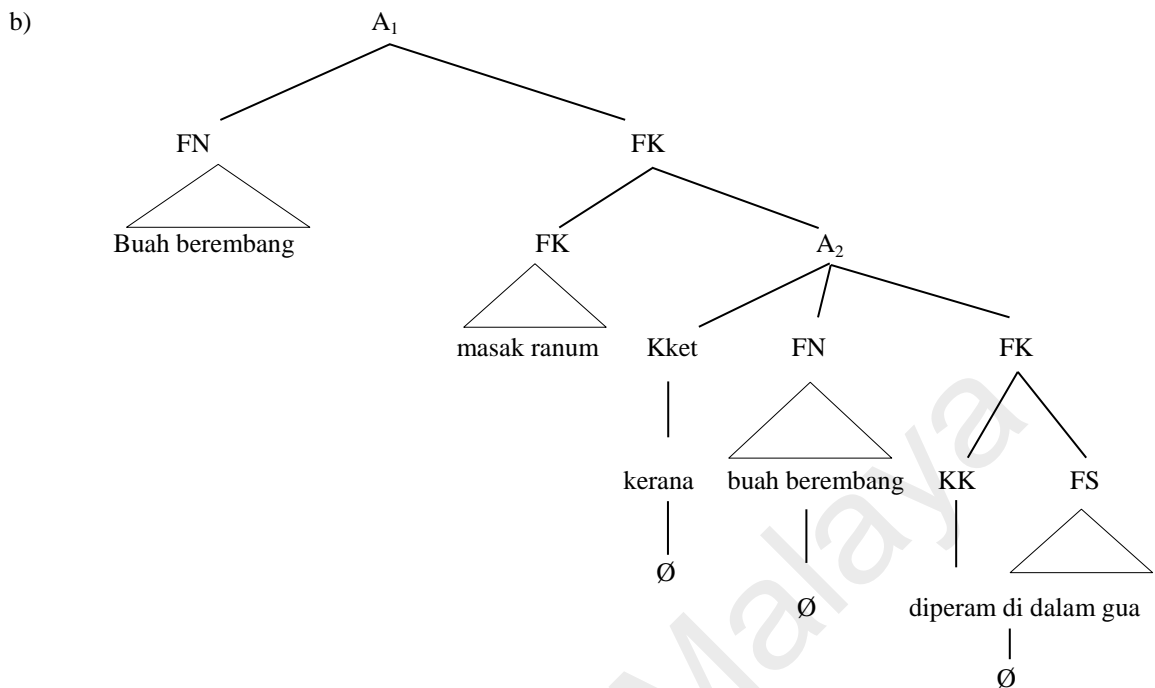 b)
A₁
FN FK
Buah berembang FK A₂
masak ranum Kket FN FK
kerana buah berembang KK FS
Ø
Ø diperam di dalam gua
Ø
Malaya